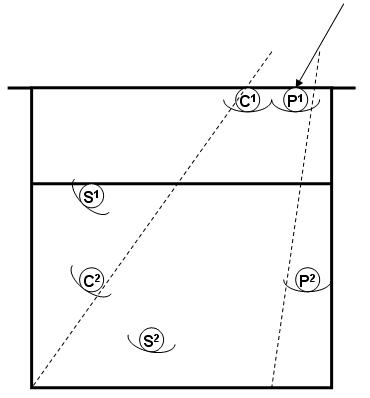 C¹ P¹
S¹
C² P²
S²